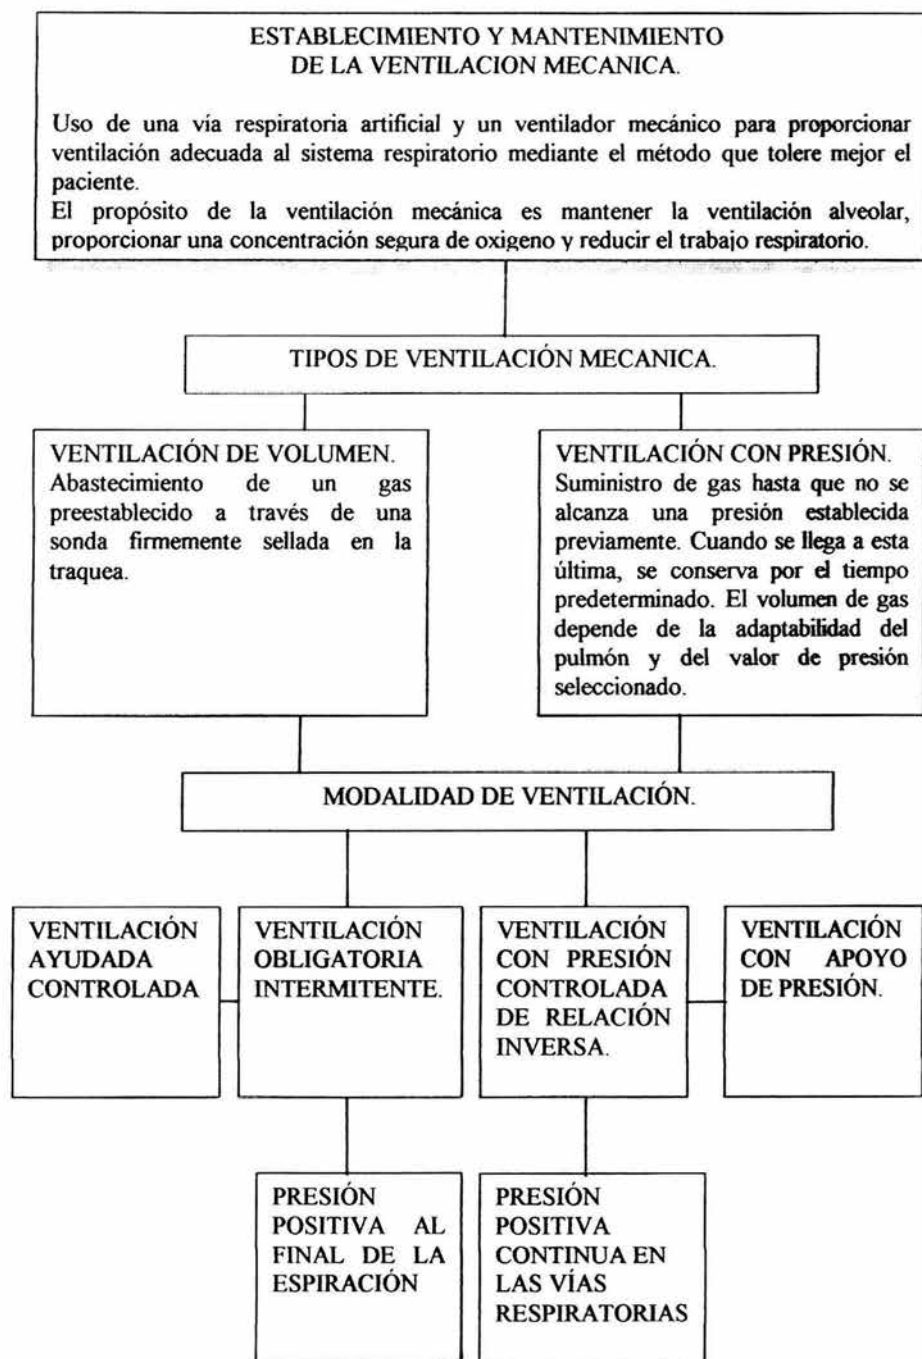 ESTABLECIMIENTO Y MANTENIMIENTO
DE LA VENTILACION MECANICA.
Uso de una vía respiratoria artificial y un ventilador mecánico para proporcionar
ventilación adecuada al sistema respiratorio mediante el método que tolere mejor el
paciente.
El propósito de la ventilación mecánica es mantener la ventilación alveolar,
proporcionar una concentración segura de oxigeno y reducir el trabajo respiratorio.
TIPOS DE VENTILACIÓN MECANICA.
VENTILACIÓN DE VOLUMEN.
Abastecimiento de un gas
preestablecido a través de una
sonda firmemente sellada en la
traquea.
VENTILACIÓN CON PRESIÓN.
Suministro de gas hasta que no se
alcanza una presión establecida
previamente. Cuando se llega a esta
última, se conserva por el tiempo
predeterminado. El volumen de gas
depende de la adaptabilidad del
pulmón y del valor de presión
seleccionado.
MODALIDAD DE VENTILACIÓN.
VENTILACIÓN
AYUDADA
CONTROLADA
VENTILACIÓN
OBLIGATORIA
INTERMITENTE.
VENTILACIÓN
CON PRESIÓN
CONTROLADA
DE RELACIÓN
INVERSA.
VENTILACIÓN
CON APOYO
DE PRESIÓN.
PRESIÓN
POSITIVA AL
FINAL DE LA
ESPIRACIÓN
PRESIÓN
POSITIVA
CONTINUA EN
LAS VÍAS
RESPIRATORIAS